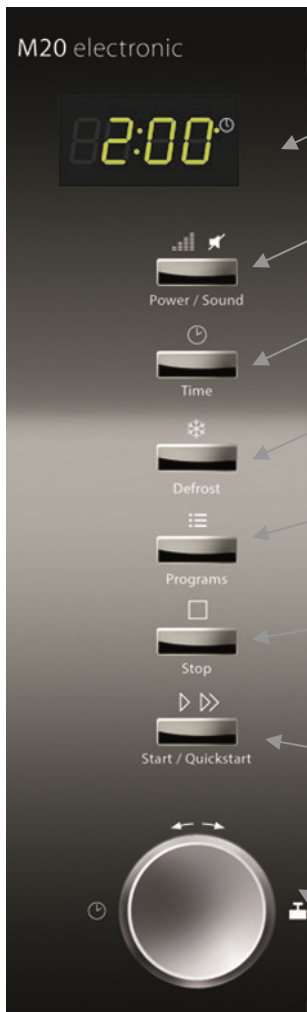 M20 electronic
2:00
Power / Sound
Time
Defrost
Programs
Stop
Start / Quickstart